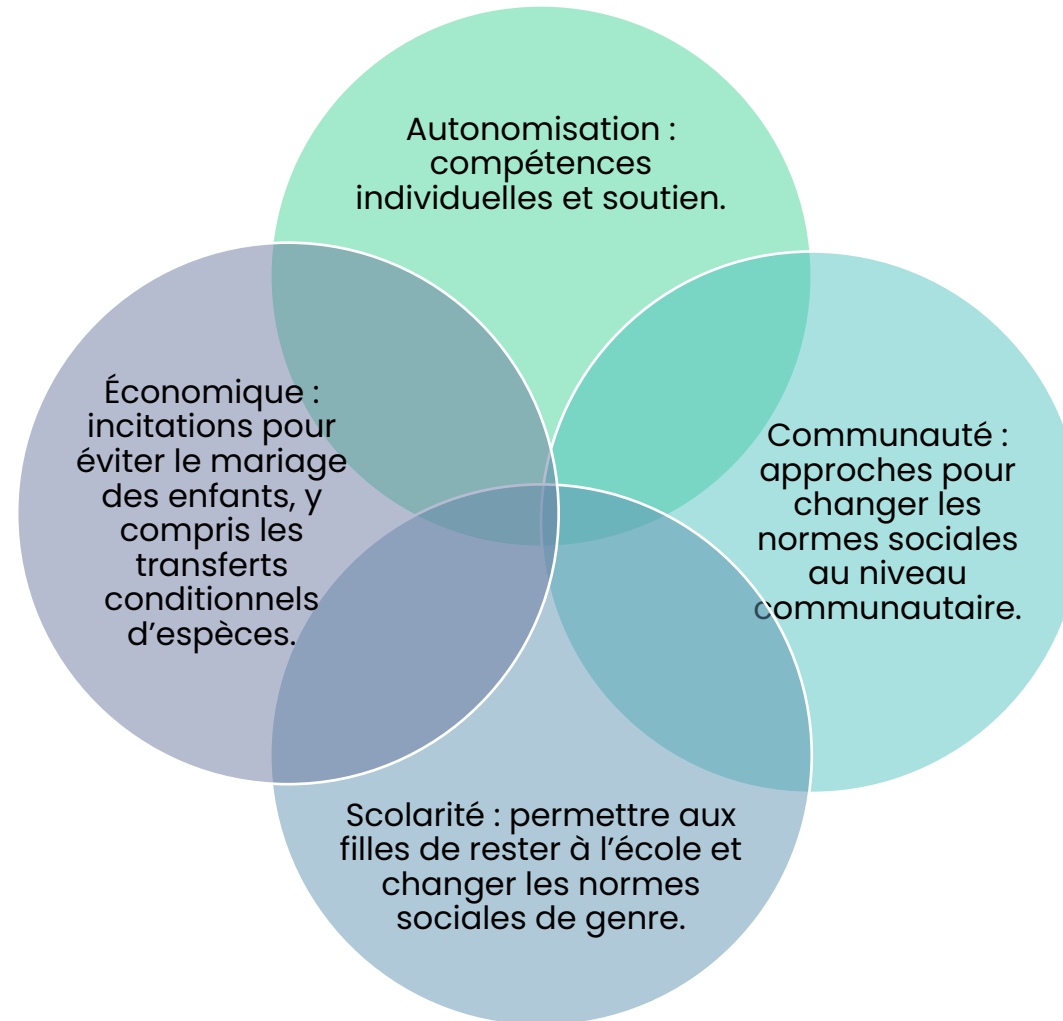 Autonomisation :
compétences
individuelles et soutien.
Économique :
incitations pour
éviter le mariage
des enfants, y
compris les
transferts
conditionnels
d’espèces.
Communauté :
approches pour
changer les
normes sociales
au niveau
communautaire.
Scolarité : permettre aux
filles de rester à l’école et
changer les normes
sociales de genre.